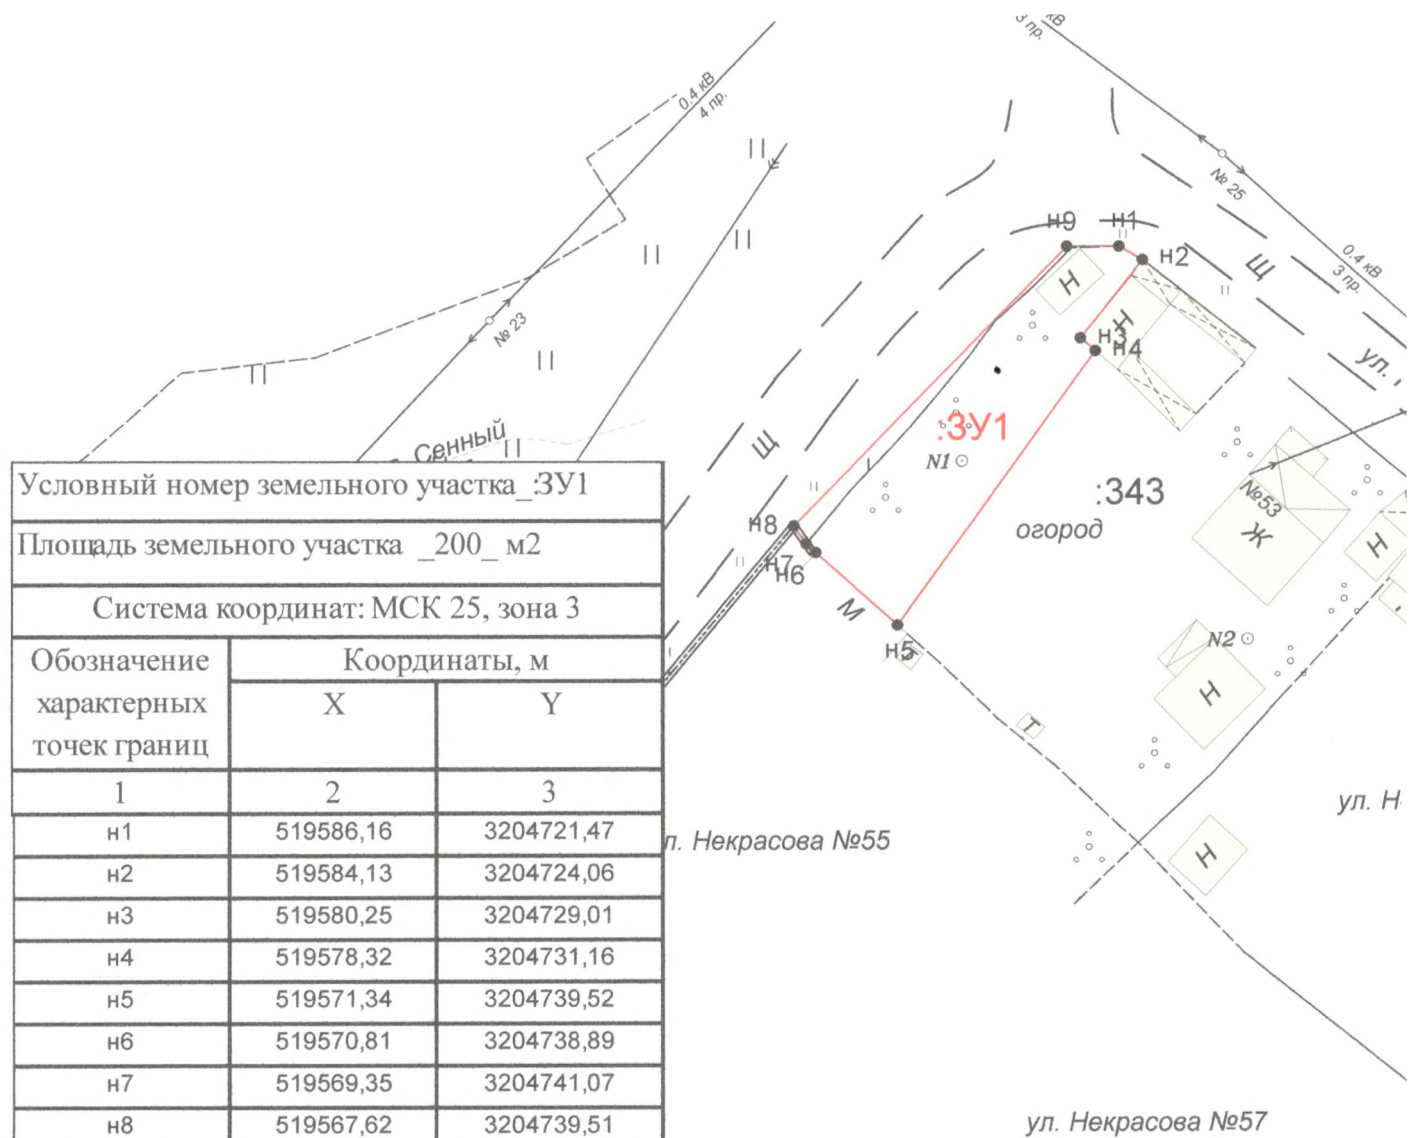 0.4 кВ
4 пр.
кВ
3 пр.
№ 25
0.4 кВ
3 пр.
№ 23
Щ
Щ
н9
н1
н2
Н
Н
н3
н4
ул.
Сенный
:ЗУ1
N1
:343
огород
№53
Ж
Н
н8
н7
н6
М
н5
Т
N2
Н
Т
Н
ул. Н
л. Некрасова №55
ул. Некрасова №57
Условный номер земельного участка_:ЗУ1
Площадь земельного участка _200_ м2
Система координат: МСК 25, зона 3
Обозначение характерных точек границ
Координаты, м
X
Y
1
2
3
н1 519586,16 3204721,47
н2 519584,13 3204724,06
н3 519580,25 3204729,01
н4 519578,32 3204731,16
н5 519571,34 3204739,52
н6 519570,81 3204738,89
н7 519569,35 3204741,07
н8 519567,62 3204739,51